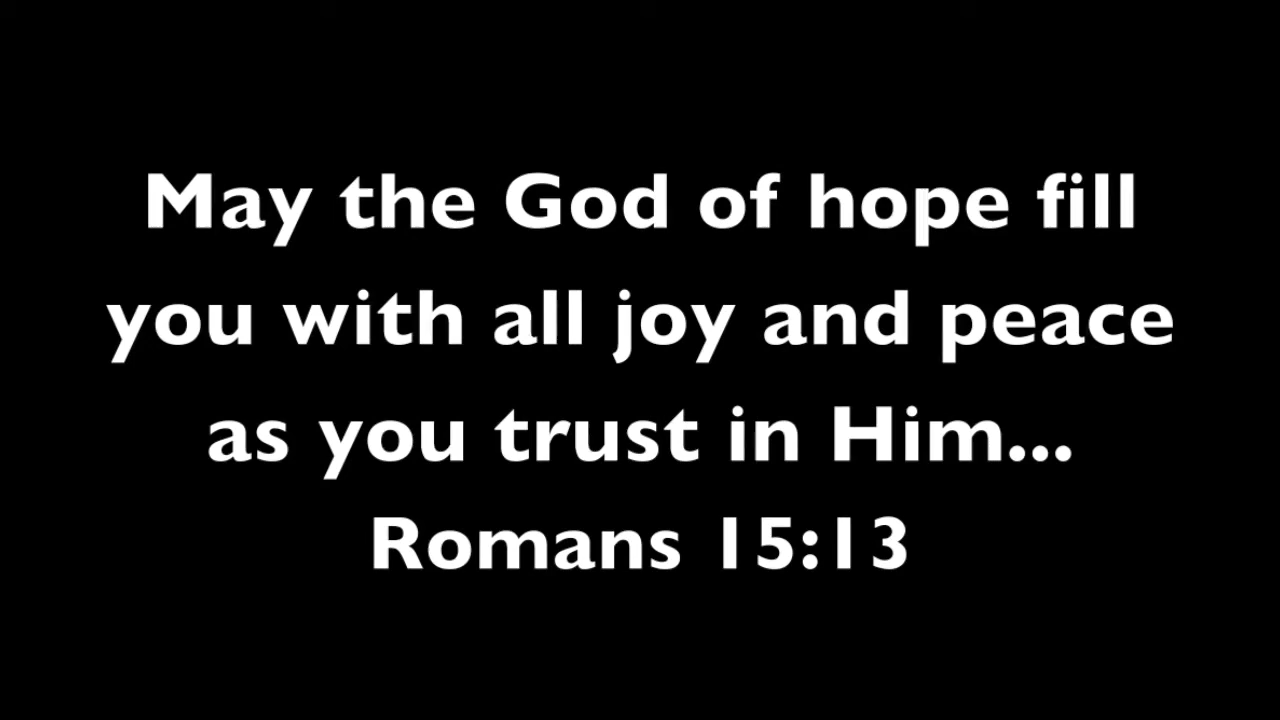 May the God of hope fill
you with all joy and peace
as you trust in Him...
Romans 15:13